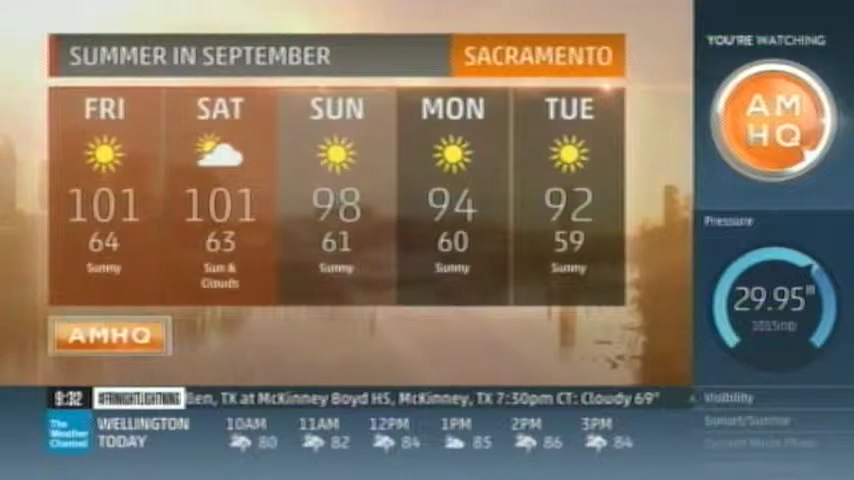 SUMMER IN SEPTEMBER
SACRAMENTO
FRI SAT SUN MON TUE
101 101 98 94 92
64 63 61 60 59
Sunny Sun & Clouds Sunny Sunny Sunny
AMHQ
YOU'RE WATCHING
AM
HQ
Pressure
29.95"
Visibility
Sunset/Sunrise
9:32 #FRINIGHTLIGHTNING Ben, TX at McKinney Boyd HS, McKinney, TX 7:30pm CT: Cloudy 69°
The Weather Channel
WELLINGTON
TODAY
10AM 11AM 12PM 1PM 2PM 3PM
80 82 84 85 86 84